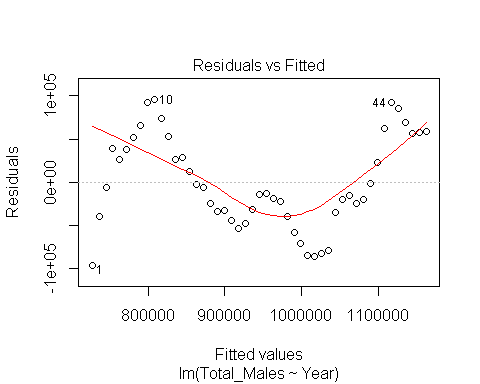 Residuals vs Fitted
Residuals
1e+05
0e+00
-1e+05
10
44
1
800000 900000 1000000 1100000
Fitted values
lm(Total_Males ~ Year)